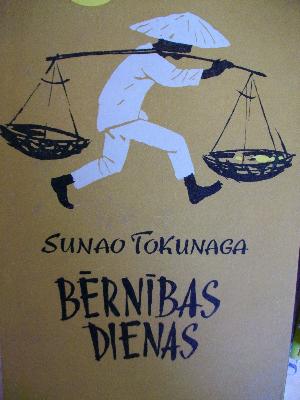 SUNAO TOKUNAGA
BĒRNĪBAS
DIENAS